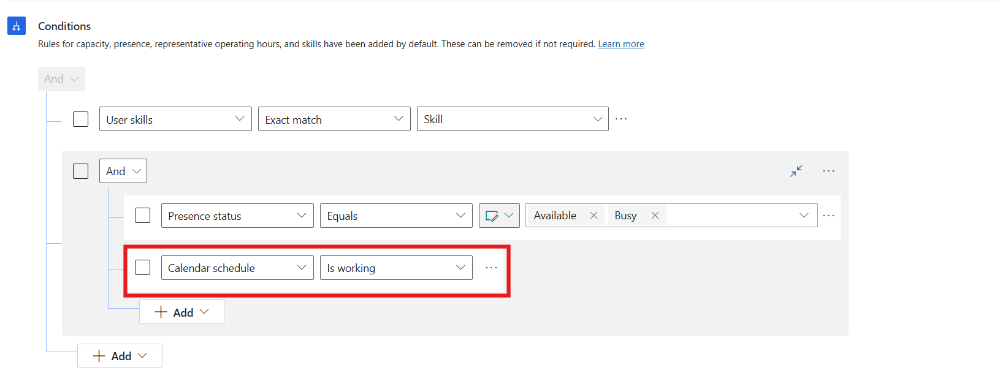 Conditions
Rules for capacity, presence, representative operating hours, and skills have been added by default. These can be removed if not required. Learn more
And
User skills Exact match Skill ...
And ...
Presence status Equals Available Busy ...
Calendar schedule Is working ...
Add
Add